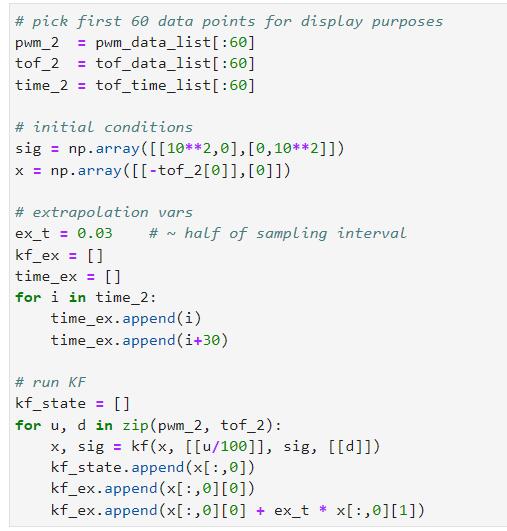 # pick first 60 data points for display purposes
pwm_2  = pwm_data_list[:60]
tof_2  = tof_data_list[:60]
time_2 = tof_time_list[:60]

# initial conditions
sig = np.array([[10**2,0],[0,10**2]])
x = np.array([[-tof_2[0]],[0]])

# extrapolation vars
ex_t = 0.03    # ~ half of sampling interval
kf_ex = []
time_ex = []
for i in time_2:
    time_ex.append(i)
    time_ex.append(i+30)

# run KF
kf_state = []
for u, d in zip(pwm_2, tof_2):
    x, sig = kf(x, [[u/100]], sig, [[d]])
    kf_state.append(x[:,0])
    kf_ex.append(x[:,0][0])
    kf_ex.append(x[:,0][0] + ex_t * x[:,0][1])